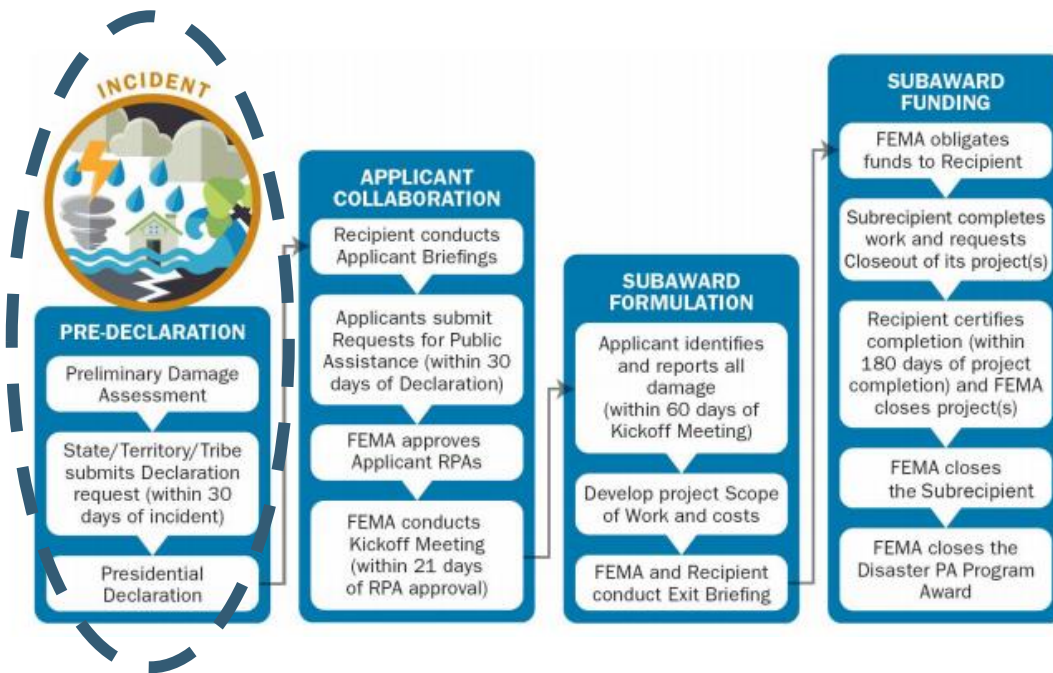 INCIDENT
PRE-DECLARATION
Preliminary Damage
Assessment
State/Territory/Tribe
submits Declaration
request (within 30
days of incident)
Presidential
Declaration
APPLICANT
COLLABORATION
Recipient conducts
Applicant Briefings
Applicants submit
Requests for Public
Assistance (within 30
days of Declaration)
FEMA approves
Applicant RPAs
FEMA conducts
Kickoff Meeting
(within 21 days
of RPA approval)
SUBAWARD
FORMULATION
Applicant identifies
and reports all
damage
(within 60 days of
Kickoff Meeting)
Develop project Scope
of Work and costs
FEMA and Recipient
conduct Exit Briefing
SUBAWARD
FUNDING
FEMA obligates
funds to Recipient
Subrecipient completes
work and requests
Closeout of its project(s)
Recipient certifies
completion (within
180 days of project
completion) and FEMA
closes project(s)
FEMA closes
the Subrecipient
FEMA closes the
Disaster PA Program
Award